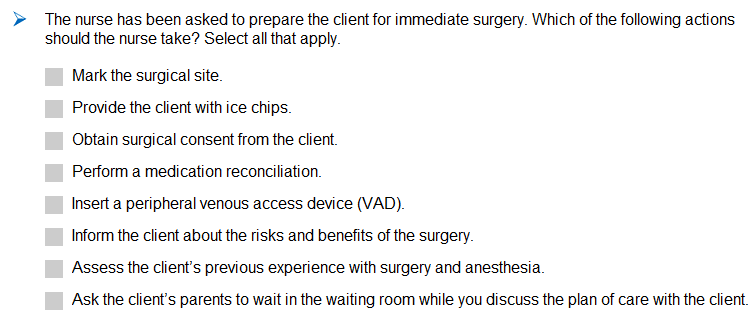 The nurse has been asked to prepare the client for immediate surgery. Which of the following actions
should the nurse take? Select all that apply.
Mark the surgical site.
Provide the client with ice chips.
Obtain surgical consent from the client.
Perform a medication reconciliation.
Insert a peripheral venous access device (VAD).
Inform the client about the risks and benefits of the surgery.
Assess the client’s previous experience with surgery and anesthesia.
Ask the client’s parents to wait in the waiting room while you discuss the plan of care with the client.